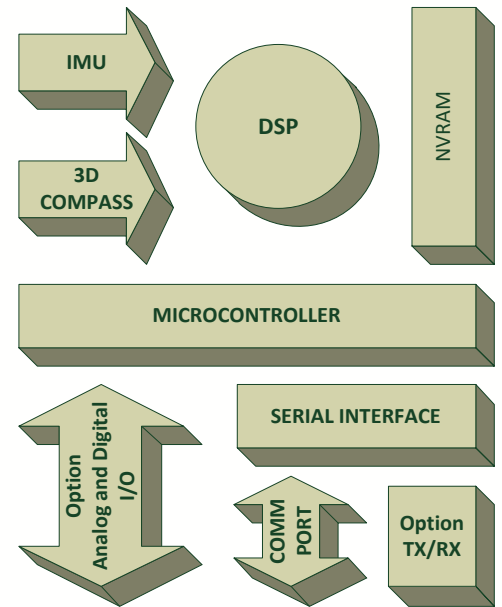 IMU
DSP
NVRAM
3D
COMPASS
MICROCONTROLLER
Option
Analog and Digital
I/O
SERIAL INTERFACE
COMM
PORT
Option
TX/RX